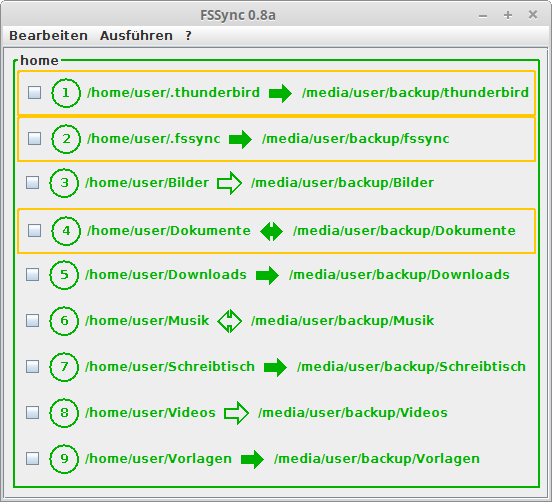 FSSync 0.8a
Bearbeiten Ausführen ?
home
1 /home/user/.thunderbird /media/user/backup/thunderbird
2 /home/user/.fssync /media/user/backup/fssync
3 /home/user/Bilder /media/user/backup/Bilder
4 /home/user/Dokumente /media/user/backup/Dokumente
5 /home/user/Downloads /media/user/backup/Downloads
6 /home/user/Musik /media/user/backup/Musik
7 /home/user/Schreibtisch /media/user/backup/Schreibtisch
8 /home/user/Videos /media/user/backup/Videos
9 /home/user/Vorlagen /media/user/backup/Vorlagen